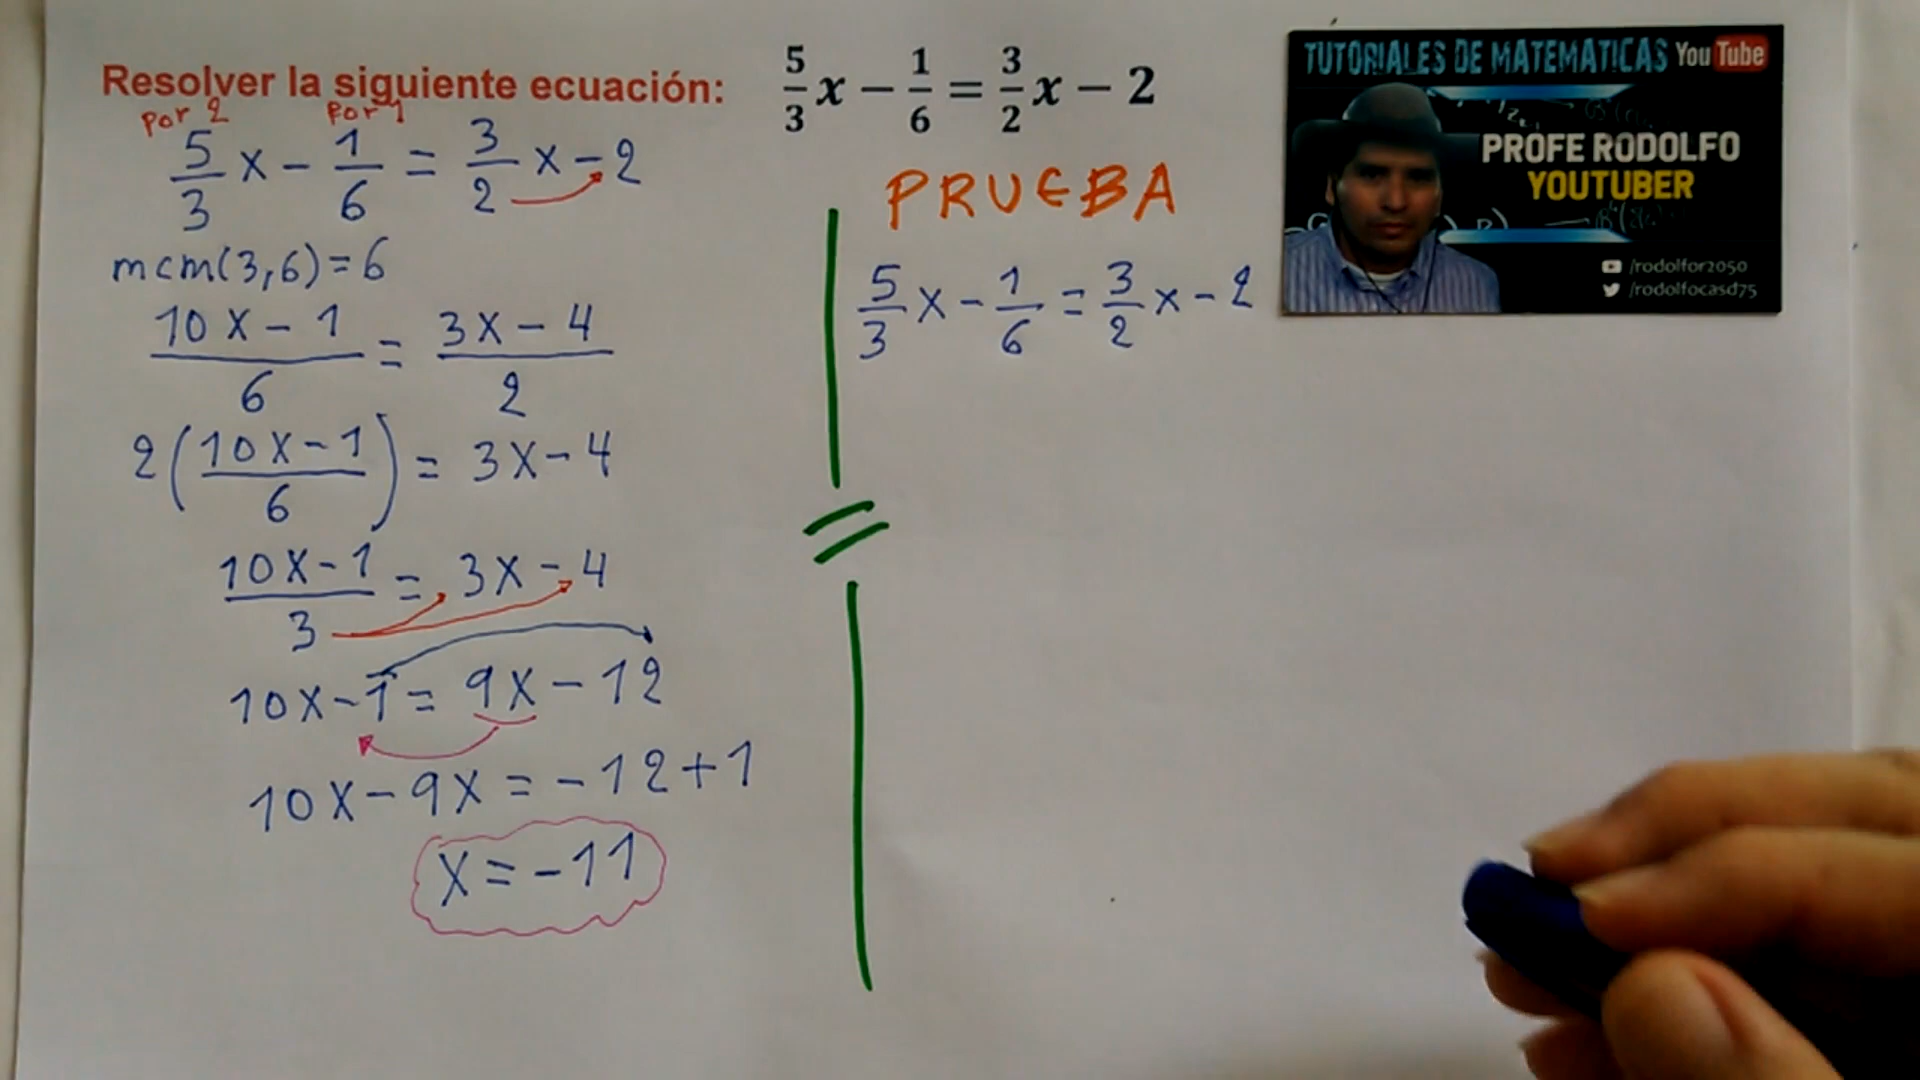 Resolver la siguiente ecuación: 5/3 x − 1/6 = 3/2 x − 2
por 2 por 1
5/3 x − 1/6 = 3/2 x − 2
mcm(3,6)=6
10x − 1 / 6 = 3x − 4 / 2
2(10x − 1 / 6) = 3x − 4
10x − 1 / 3 = 3x − 4
10x − 1 = 9x − 12
10x − 9x = −12 + 1
x = −11
PRUEBA
5/3 x − 1/6 = 3/2 x − 2
TUTORIALES DE MATEMATICAS YouTube
PROFE RODOLFO
YOUTUBER
/rodolfor2050
/rodolfocasd75